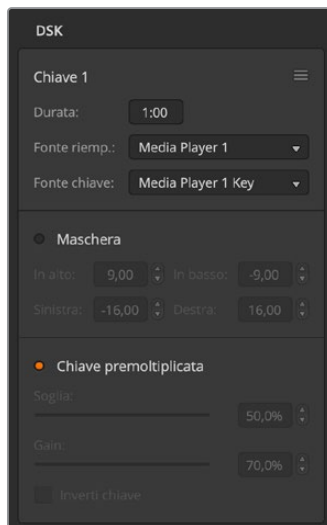 DSK
Chiave 1
Durata: 1:00
Fonte riemp.: Media Player 1
Fonte chiave: Media Player 1 Key
Maschera
In alto: 9,00 In basso: -9,00
Sinistra: -16,00 Destra: 16,00
Chiave premoltiplicata
Soglia:
50,0%
Gain:
70,0%
Inverti chiave